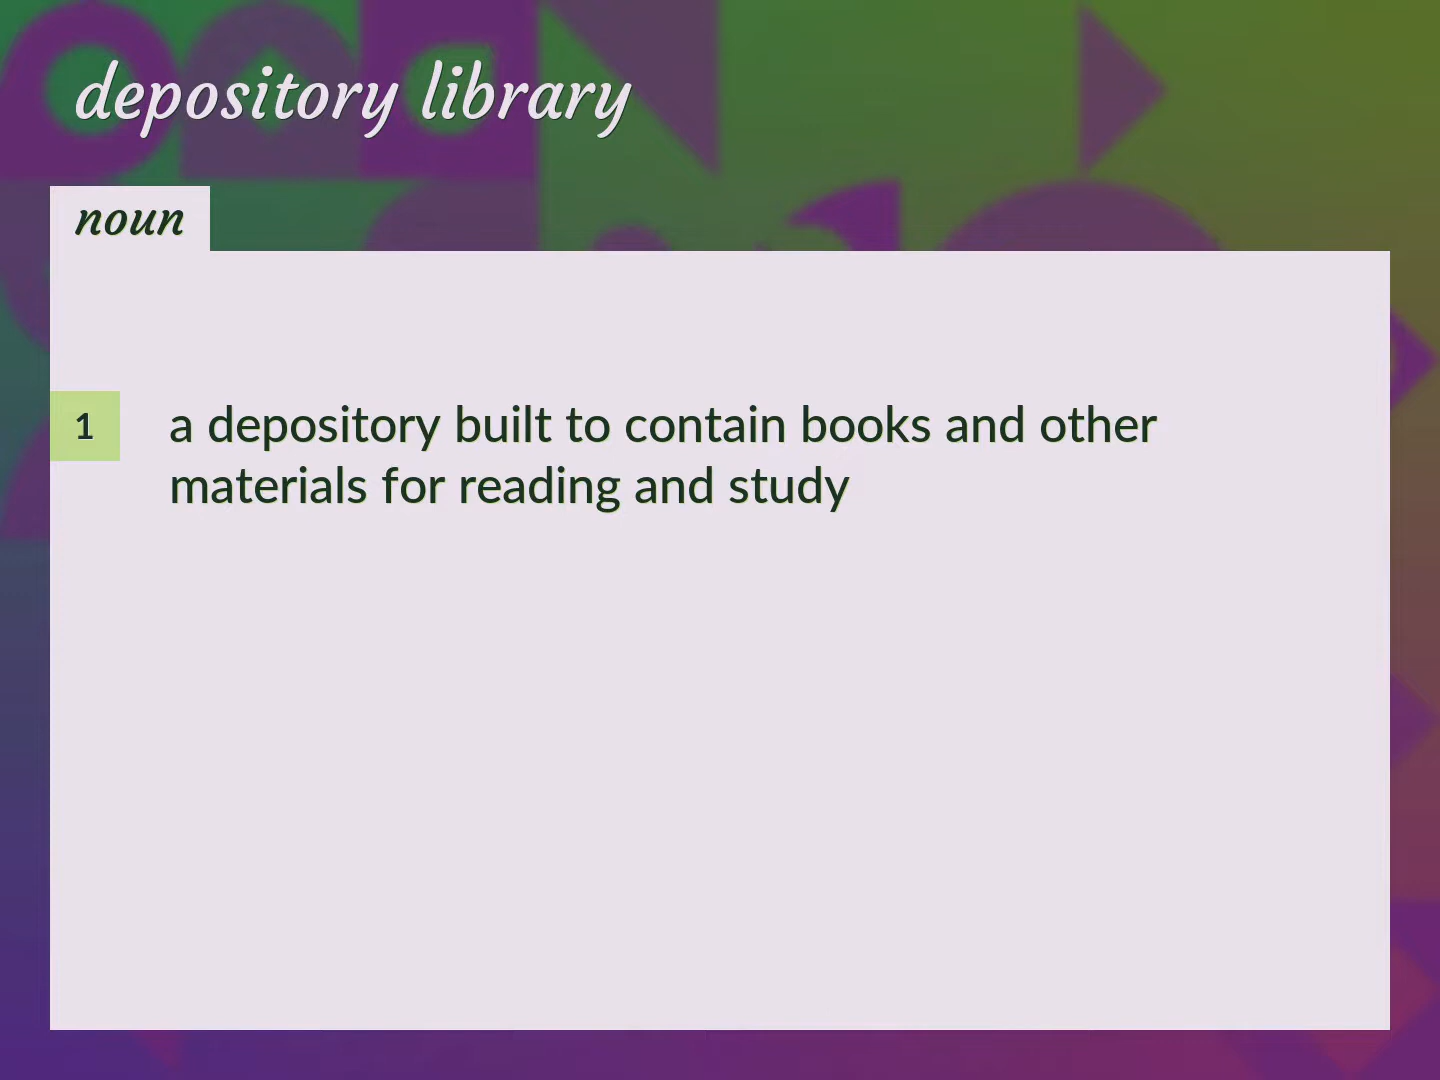 depository library
noun
1 a depository built to contain books and other
materials for reading and study